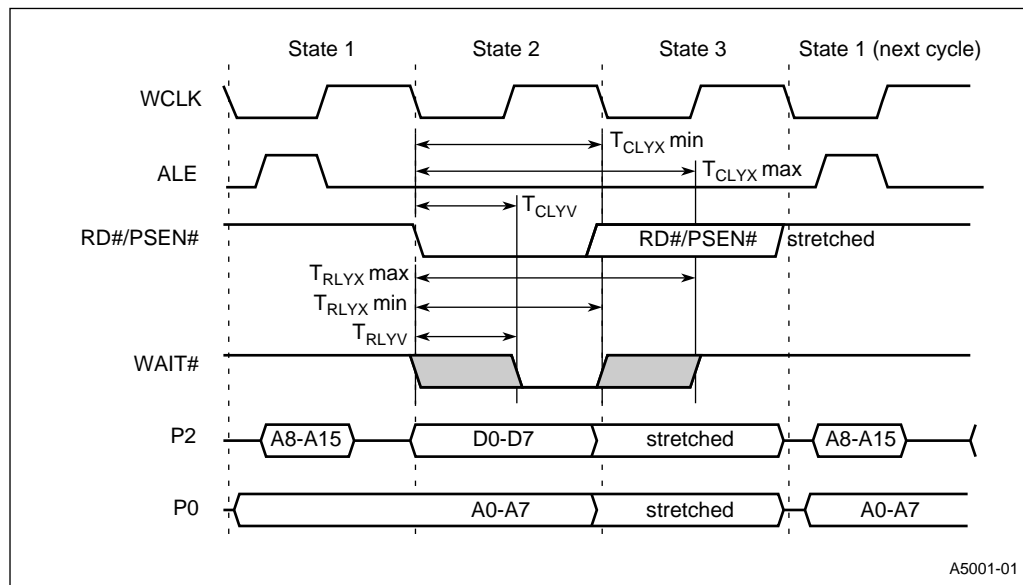 State 1 State 2 State 3 State 1 (next cycle)
WCLK
TCLYX min
ALE
TCLYX max
TCLYV
RD#/PSEN# RD#/PSEN# stretched
TRLYX max
TRLYX min
TRLYV
WAIT#
P2 A8-A15 D0-D7 stretched A8-A15
P0 A0-A7 stretched A0-A7
A5001-01